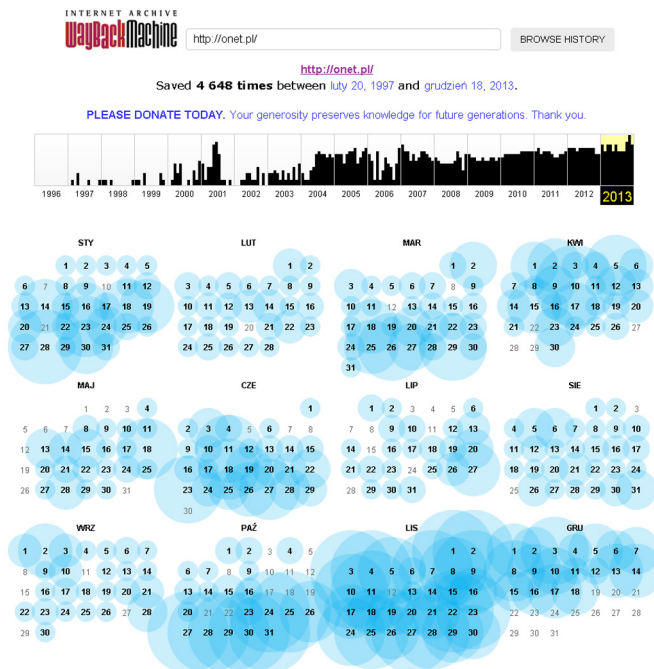 INTERNET ARCHIVE
WayBackMachine
http://onet.pl/
BROWSE HISTORY
http://onet.pl/
Saved 4 648 times between luty 20, 1997 and grudzień 18, 2013.
PLEASE DONATE TODAY. Your generosity preserves knowledge for future generations. Thank you.
1996 1997 1998 1999 2000 2001 2002 2003 2004 2005 2006 2007 2008 2009 2010 2011 2012 2013
STY LUT MAR KWI
1 2 3 4 5 1 2 1 2 1 2 3 4 5 6
6 7 8 9 10 11 12 3 4 5 6 7 8 9 3 4 5 6 7 8 9 7 8 9 10 11 12 13
13 14 15 16 17 18 19 10 11 12 13 14 15 16 10 11 12 13 14 15 16 14 15 16 17 18 19 20
20 21 22 23 24 25 26 17 18 19 20 21 22 23 17 18 19 20 21 22 23 21 22 23 24 25 26 27
27 28 29 30 31 24 25 26 27 28 24 25 26 27 28 29 30 28 29 30
31
MAJ CZE LIP SIE
1 2 3 4 1 1 2 3 4 5 6 1 2 3
5 6 7 8 9 10 11 2 3 4 5 6 7 8 7 8 9 10 11 12 13 4 5 6 7 8 9 10
12 13 14 15 16 17 18 9 10 11 12 13 14 15 14 15 16 17 18 19 20 11 12 13 14 15 16 17
19 20 21 22 23 24 25 16 17 18 19 20 21 22 21 22 23 24 25 26 27 18 19 20 21 22 23 24
26 27 28 29 30 31 23 24 25 26 27 28 29 28 29 30 31 25 26 27 28 29 30 31
30
WRZ PAŹ LIS GRU
1 2 3 4 5 6 7 1 2 3 4 5 1 2 1 2 3 4 5 6 7
8 9 10 11 12 13 14 6 7 8 9 10 11 12 3 4 5 6 7 8 9 8 9 10 11 12 13 14
15 16 17 18 19 20 21 13 14 15 16 17 18 19 10 11 12 13 14 15 16 15 16 17 18 19 20 21
22 23 24 25 26 27 28 20 21 22 23 24 25 26 17 18 19 20 21 22 23 22 23 24 25 26 27 28
29 30 27 28 29 30 31 24 25 26 27 28 29 30 29 30 31